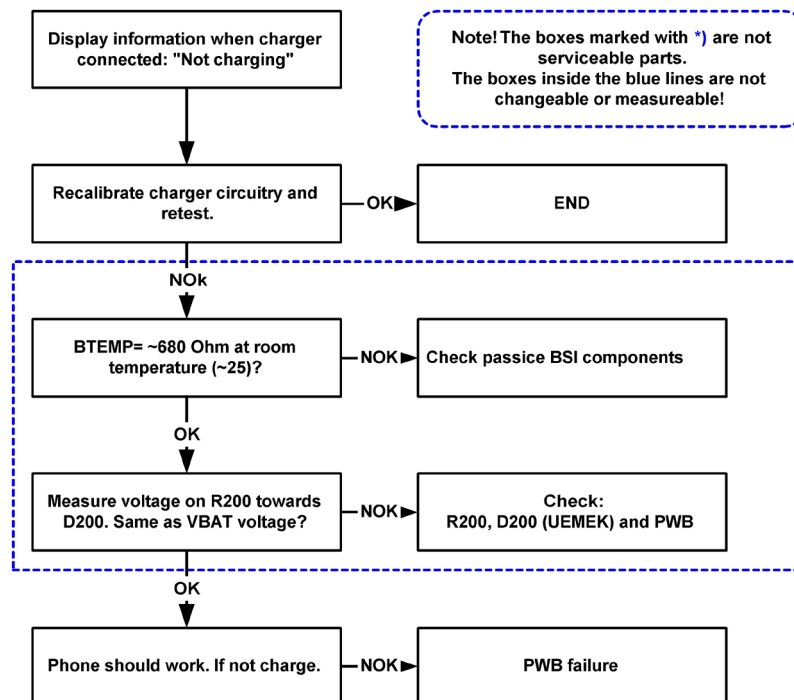 Display information when charger
connected: "Not charging"
Note! The boxes marked with *) are not
serviceable parts.
The boxes inside the blue lines are not
changeable or measureable!
Recalibrate charger circuitry and
retest.
OK
END
NOk
BTEMP= ~680 Ohm at room
temperature (~25)?
NOK
Check passice BSI components
OK
Measure voltage on R200 towards
D200. Same as VBAT voltage?
NOK
Check:
R200, D200 (UEMEK) and PWB
OK
Phone should work. If not charge.
NOK
PWB failure